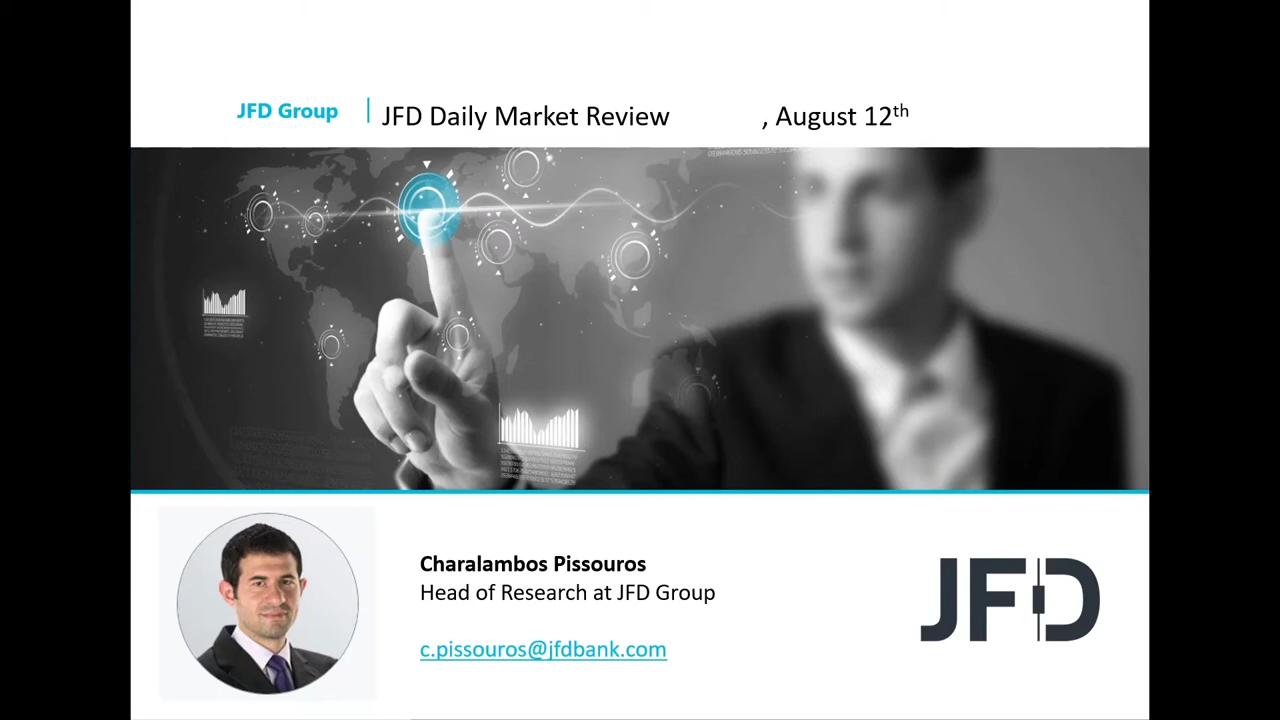 JFD Group
JFD Daily Market Review , August 12th
Charalambos Pissouros
Head of Research at JFD Group
c.pissouros@jfdbank.com
JFD